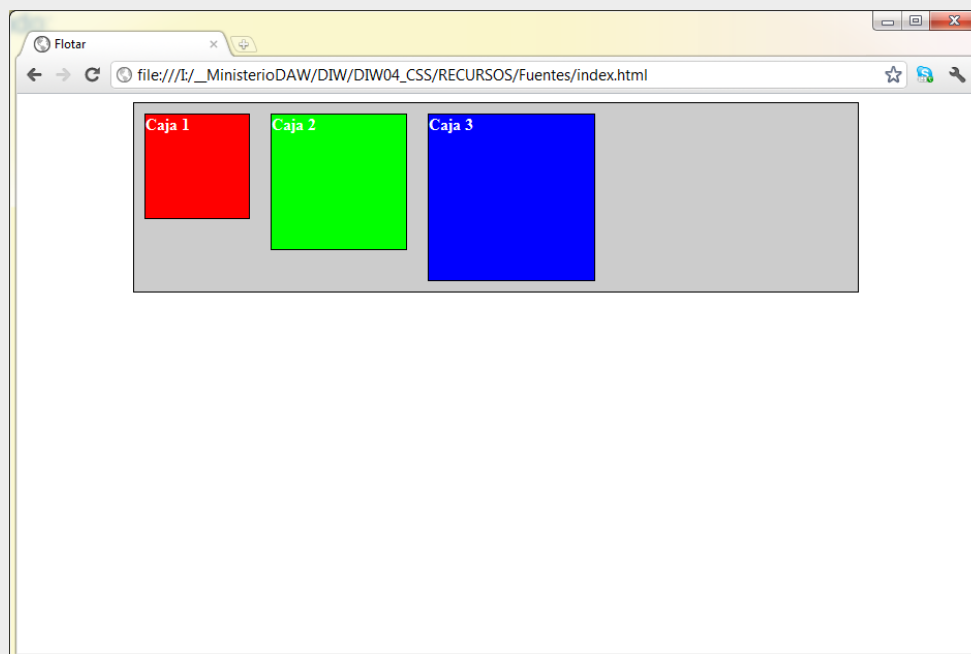 Flotar
file:///I:/__MinisterioDAW/DIW/DIW04_CSS/RECURSOS/Fuentes/index.html
Caja 1
Caja 2
Caja 3